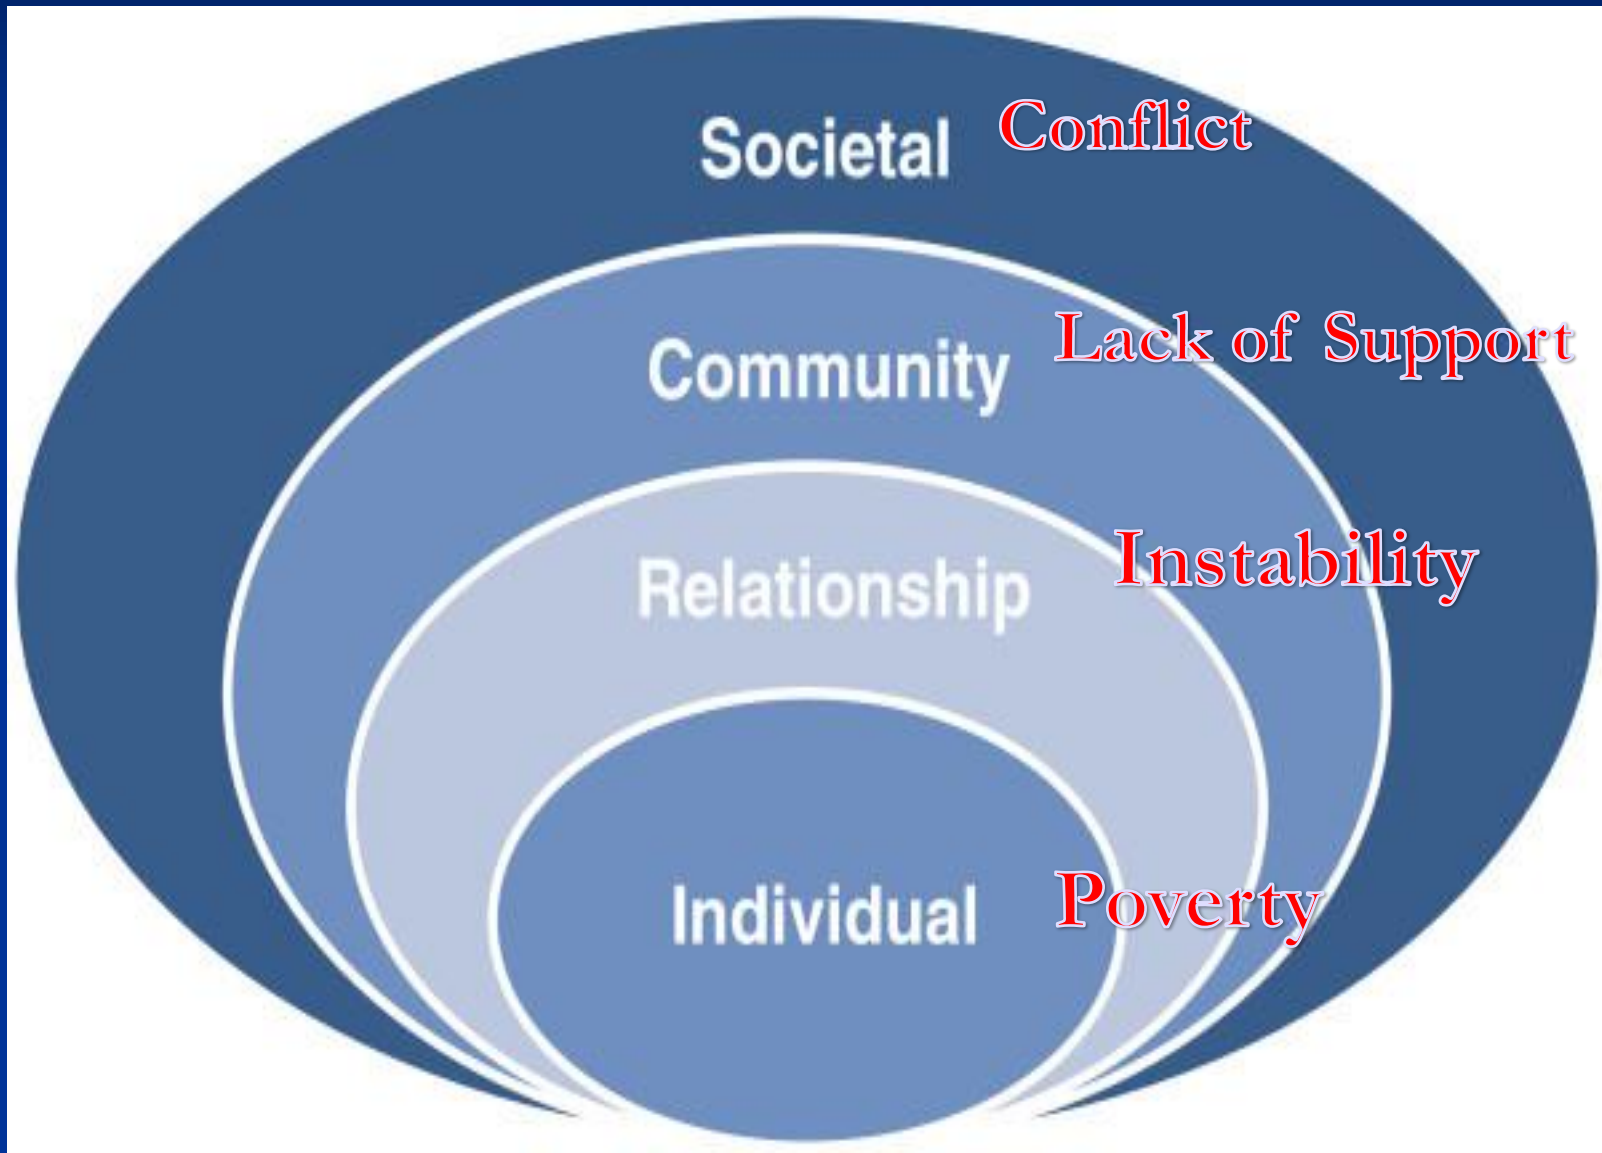 Societal Conflict
Community Lack of Support
Relationship Instability
Individual Poverty